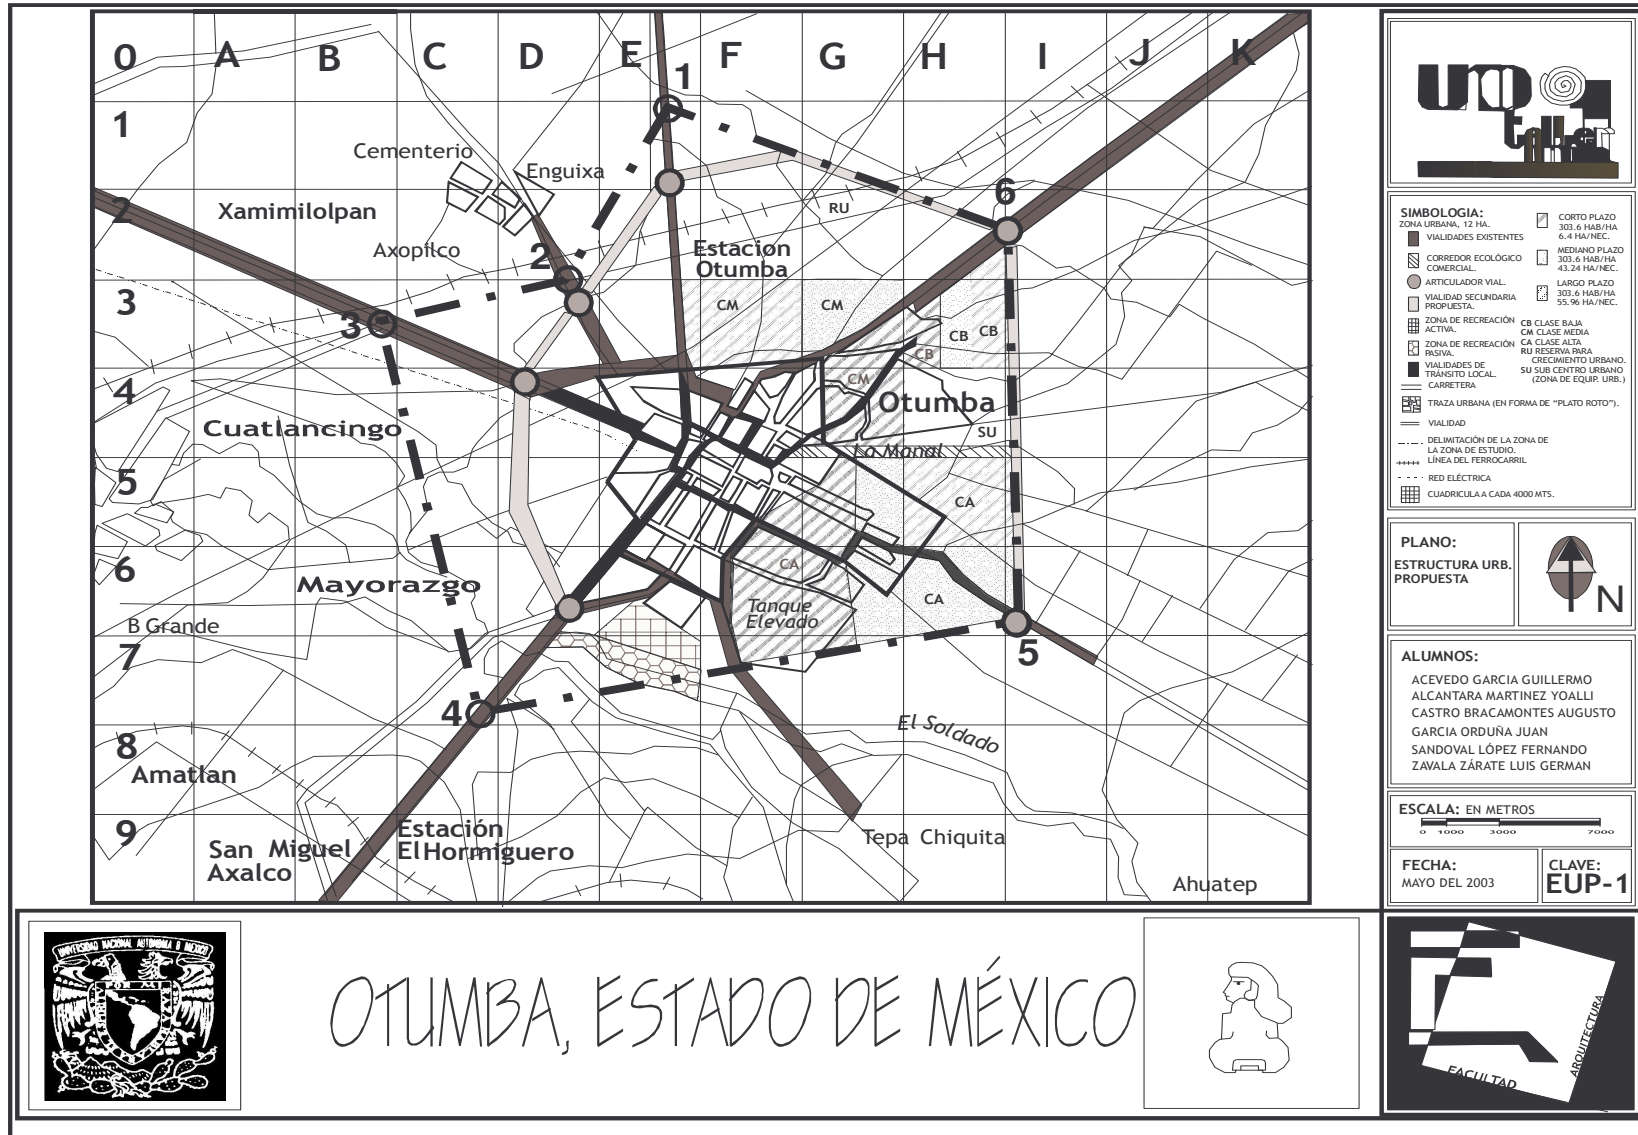 0 A B C D E F G H I J K
1
1
Cementerio
Enguixa
2
Xamimilolpan
RU
6
Axopilco
2
Estación
Otumba
3
3
CM
CM
CB
CB
CB
4
CM
Otumba
Cuatlancingo
SU
La Manal
5
CA
6
CA
Mayorazgo
CA
Tanque
Elevado
B Grande
7
5
4
El Soldado
8
Amatlan
9
Estación
El Hormiguero
San Miguel
Axalco
Tepa Chiquita
Ahuatep
uap
taller
SIMBOLOGIA:
ZONA URBANA, 12 HA.
VIALIDADES EXISTENTES
CORREDOR ECOLÓGICO
COMERCIAL.
ARTICULADOR VIAL.
VIALIDAD SECUNDARIA
PROPUESTA.
ZONA DE RECREACIÓN
ACTIVA.
ZONA DE RECREACIÓN
PASIVA.
VIALIDADES DE
TRÁNSITO LOCAL.
CARRETERA
TRAZA URBANA (EN FORMA DE “PLATO ROTO”).
VIALIDAD
DELIMITACIÓN DE LA ZONA DE
LA ZONA DE ESTUDIO.
LÍNEA DEL FERROCARRIL
RED ELÉCTRICA
CUADRICULA A CADA 4000 MTS.
CORTO PLAZO
303.6 HAB/HA
6.4 HA/NEC.
MEDIANO PLAZO
303.6 HAB/HA
43.24 HA/NEC.
LARGO PLAZO
303.6 HAB/HA
55.96 HA/NEC.
CB CLASE BAJA
CM CLASE MEDIA
CA CLASE ALTA
RU RESERVA PARA
CRECIMIENTO URBANO.
SU SUB CENTRO URBANO
(ZONA DE EQUIP. URB.)
PLANO:
ESTRUCTURA URB.
PROPUESTA
N
ALUMNOS:
ACEVEDO GARCIA GUILLERMO
ALCANTARA MARTINEZ YOALLI
CASTRO BRACAMONTES AUGUSTO
GARCIA ORDUÑA JUAN
SANDOVAL LÓPEZ FERNANDO
ZAVALA ZÁRATE LUIS GERMAN
ESCALA: EN METROS
0 1000 3000 7000
FECHA:
MAYO DEL 2003
CLAVE:
EUP-1
UNIVERSIDAD NACIONAL AUTONOMA D MEXICO
OTUMBA, ESTADO DE MÉXICO
FACULTAD
ARQUITECTURA